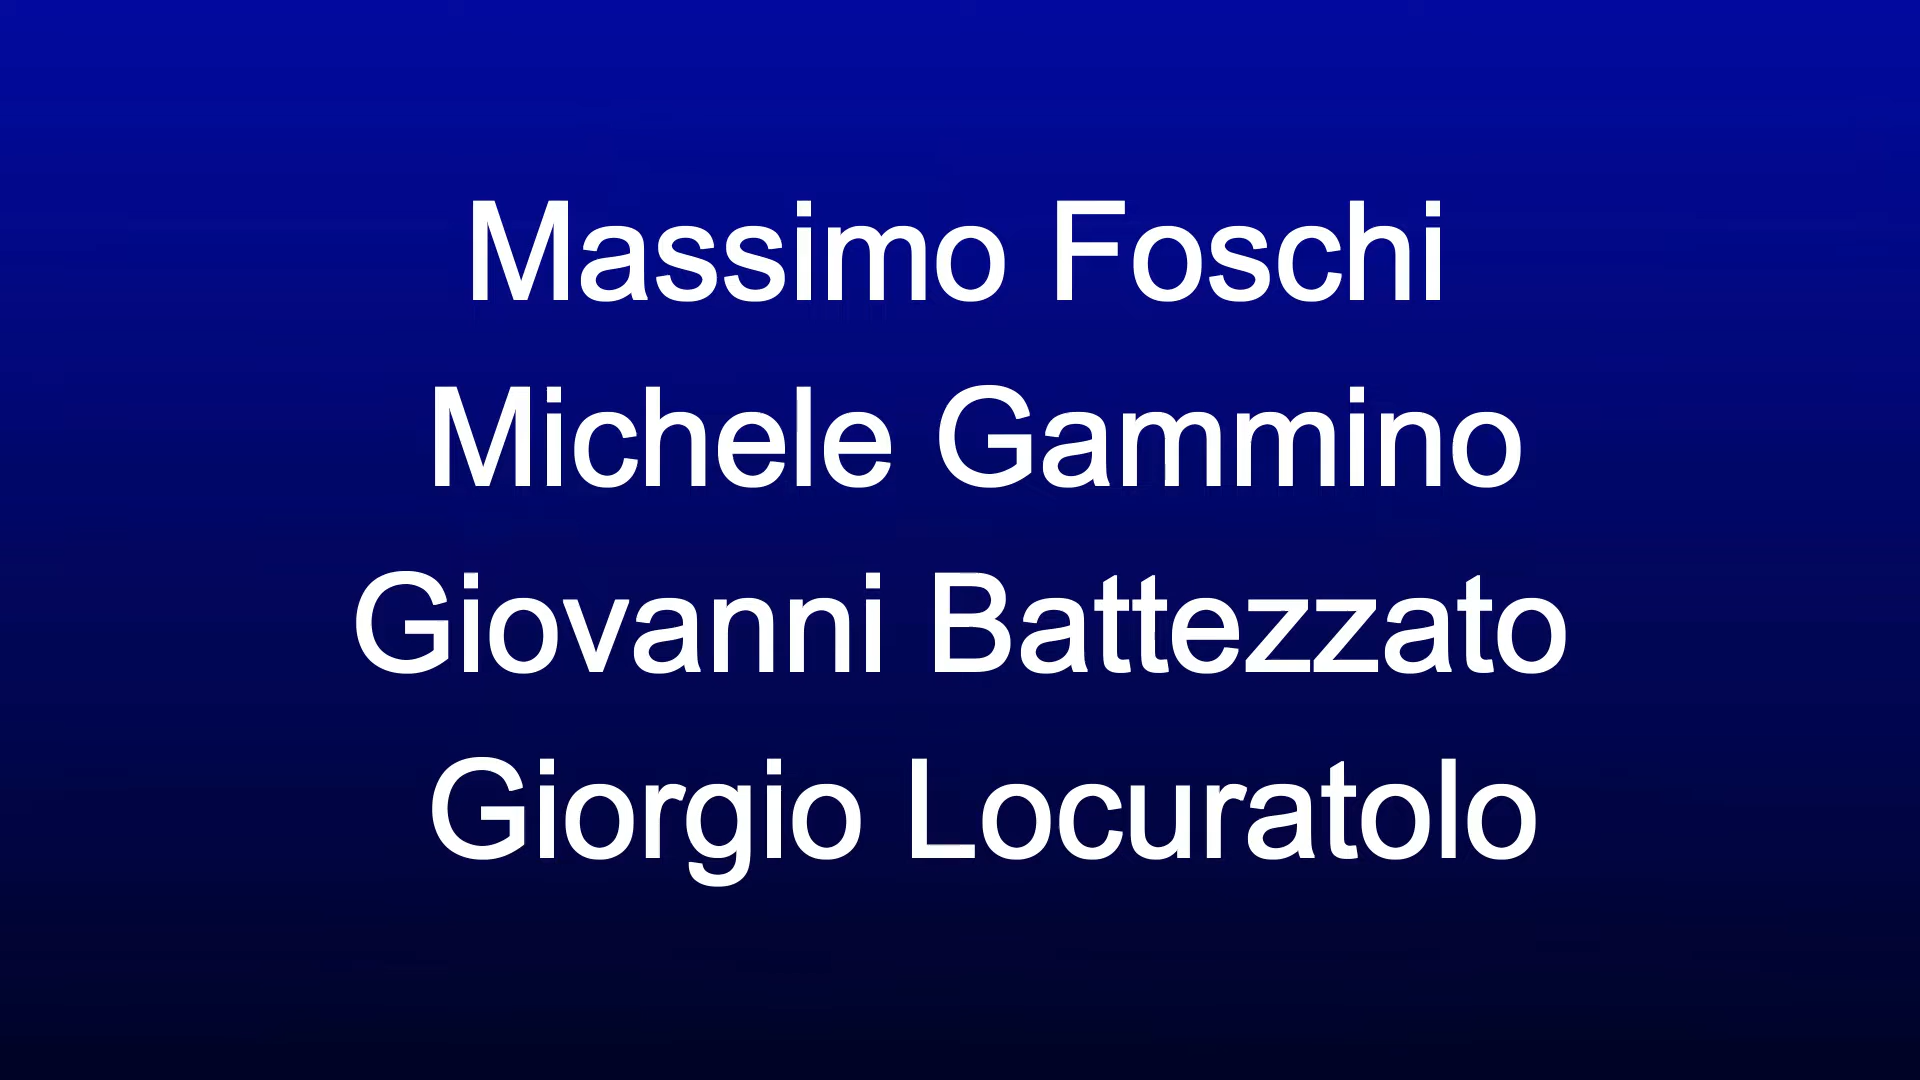 Massimo Foschi
Michele Gammino
Giovanni Battezzato
Giorgio Locuratolo